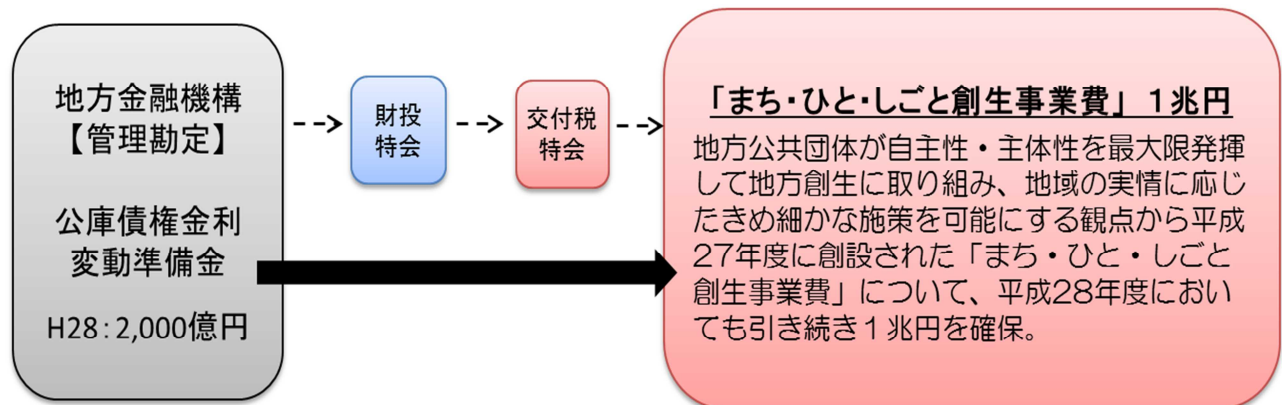 地方金融機構
【管理勘定】
公庫債権金利
変動準備金
H28:2,000億円
財投
特会
交付税
特会
「まち・ひと・しごと創生事業費」 1兆円
地方公共団体が自主性・主体性を最大限発揮
して地方創生に取り組み、地域の実情に応じ
たきめ細かな施策を可能にする観点から平成
27年度に創設された「まち・ひと・しごと
創生事業費」について、平成28年度におい
ても引き続き１兆円を確保。